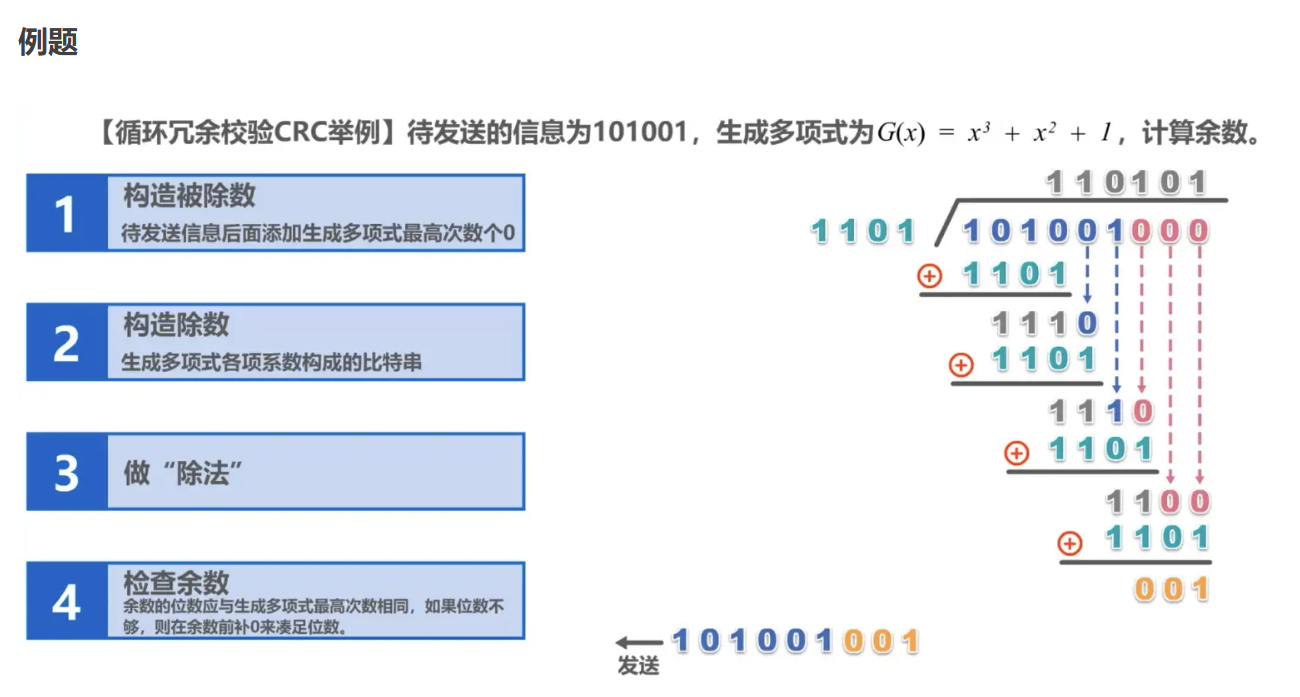 例题
【循环冗余校验CRC举例】待发送的信息为101001，生成多项式为G(x) = x³ + x² + 1，计算余数。
1
构造被除数
待发送信息后面添加生成多项式最高次数个0
2
构造除数
生成多项式各项系数构成的比特串
3
做“除法”
4
检查余数
余数的位数应与生成多项式最高次数相同，如果位数不
够，则在余数前补0来凑足位数。
110101
1101 101001000
1101
1110
1101
1110
1101
1100
1101
001
101001001
发送